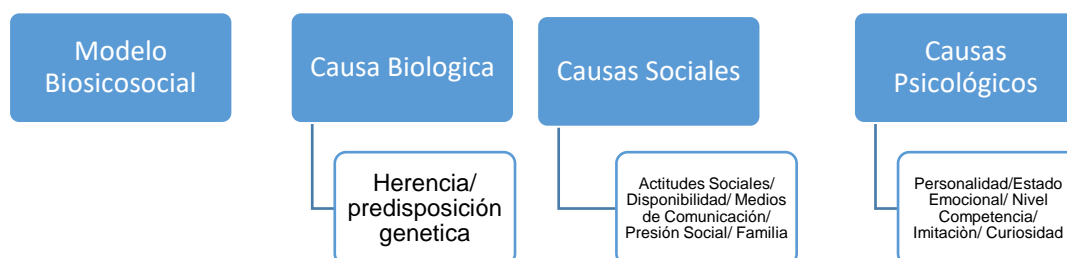 Modelo
Biosicosocial
Causa Biologica
Causas Sociales
Causas
Psicológicos
Herencia/
predisposición
genetica
Actitudes Sociales/
Disponibilidad/ Medios
de Comunicación/
Presión Social/ Familia
Personalidad/Estado
Emocional/ Nivel
Competencia/
Imitaciòn/ Curiosidad